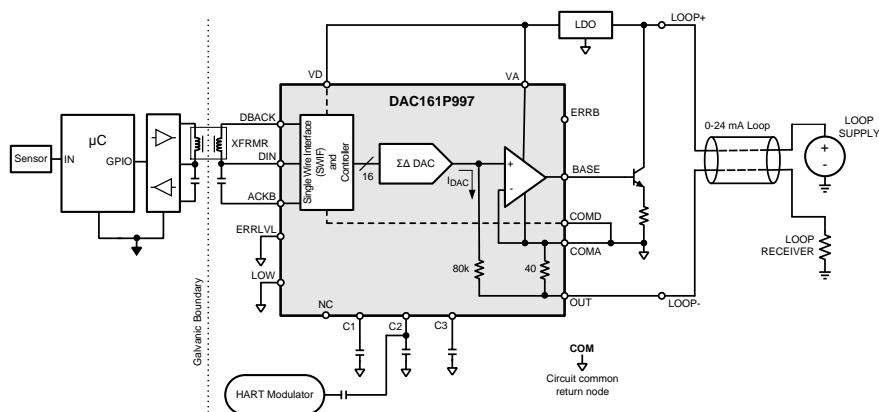 LOOP+
LDO
VD
VA
DAC161P997
ERRB
DBACK
µC
XFRMR
Single Wire Interface
(SWIF)
and
Controller
0-24 mA Loop
LOOP
SUPPLY
+
-
Sensor
IN
GPIO
DIN
16
ΣΔ DAC
IDAC
+
-
BASE
ACKB
COMD
ERRLVL
COMA
80k
40
LOOP
RECEIVER
LOW
OUT
LOOP-
NC
C1
C2
C3
Galvanic Boundary
COM
Circuit common
return node
HART Modulator